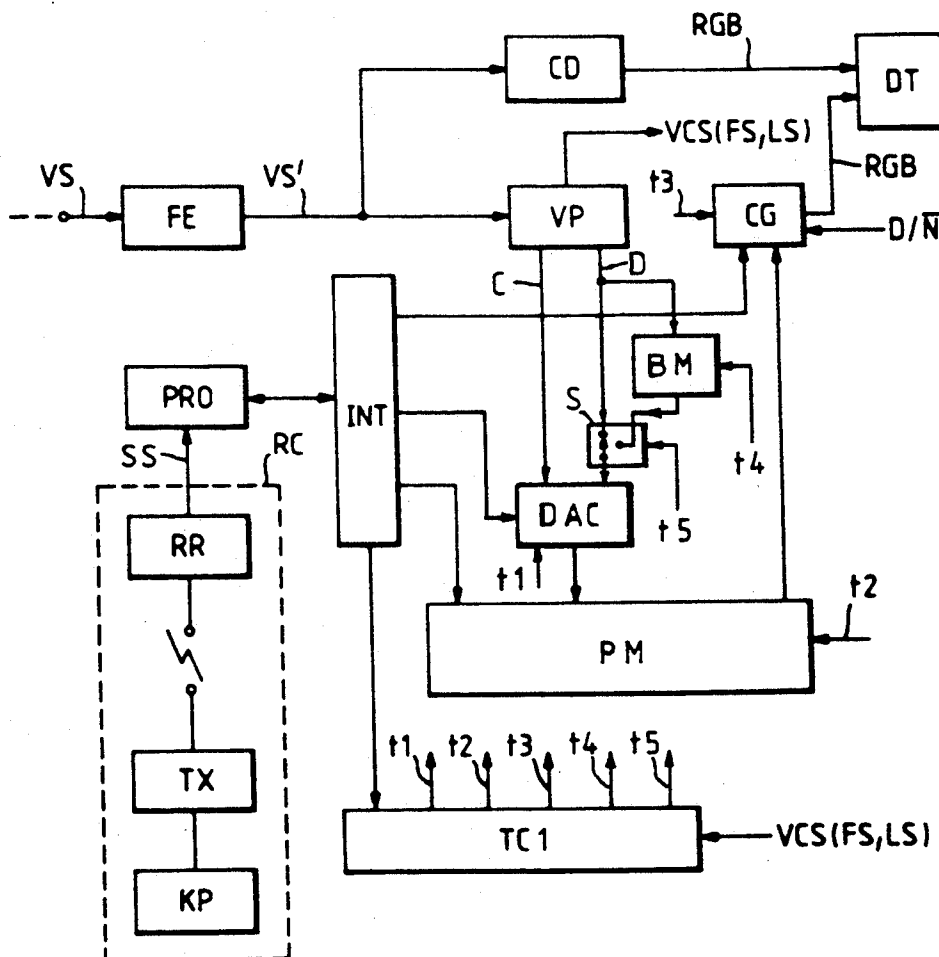 RGB
CD
DT
VCS(FS,LS)
RGB
VS
VS'
t3
FE
VP
CG
D/N̅
C
D
BM
PRO
INT
S
SS
RC
t4
DAC
t5
RR
t1
t2
PM
t1
t2
t3
t4
t5
TX
TC1
VCS(FS,LS)
KP